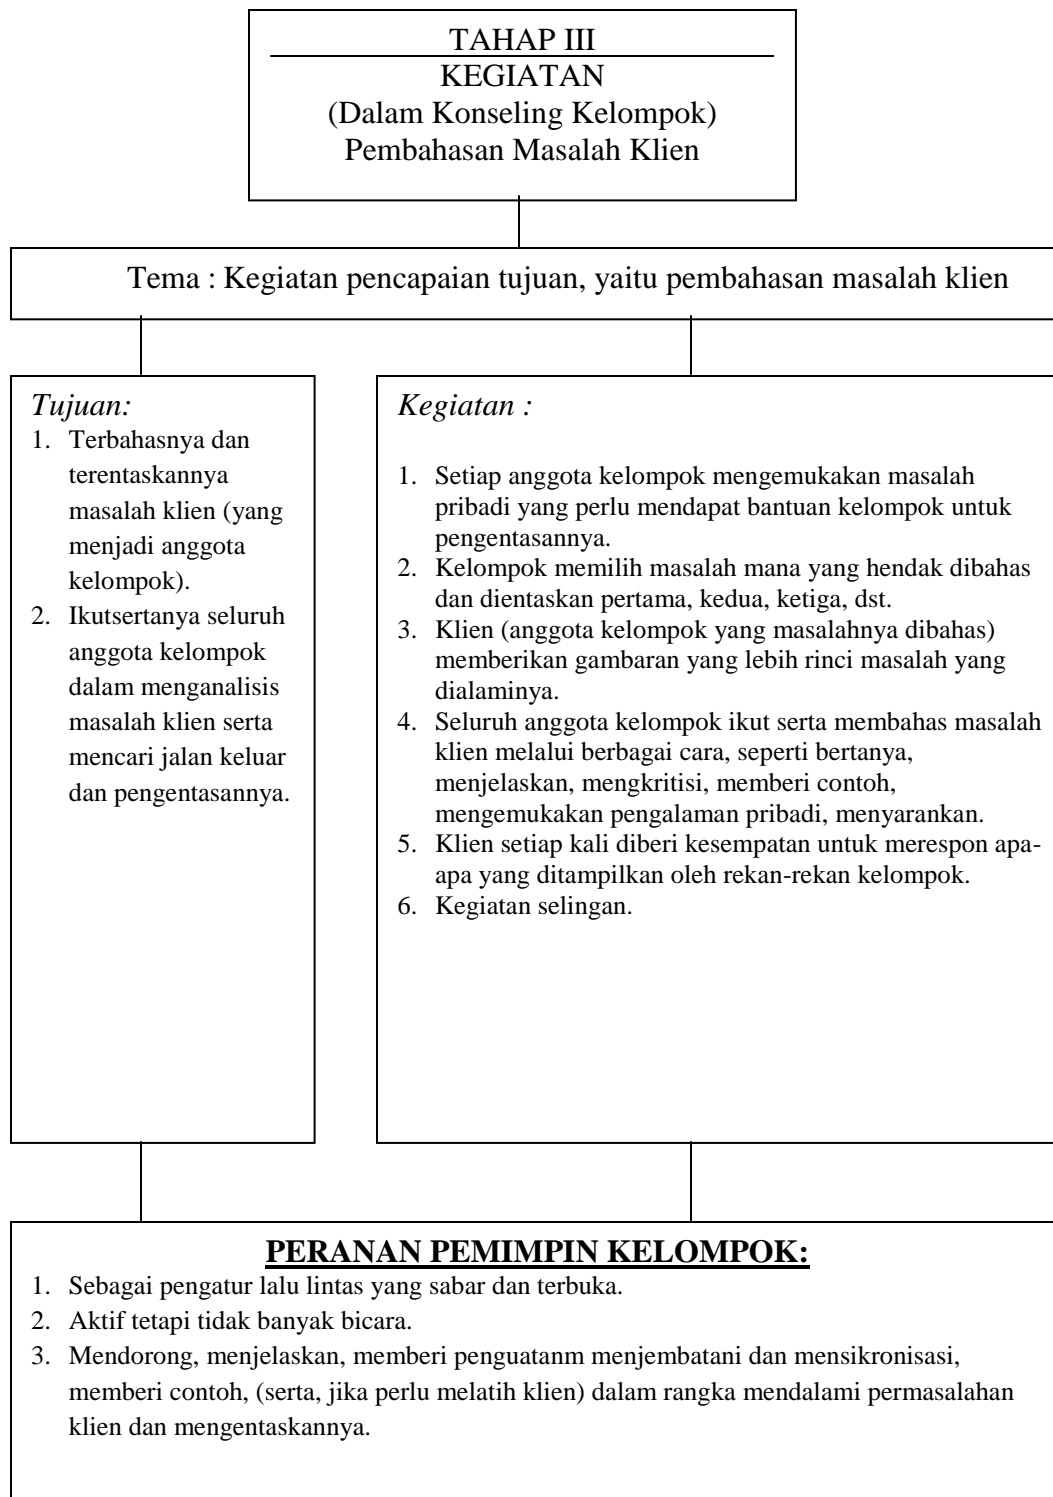 TAHAP III
KEGIATAN
(Dalam Konseling Kelompok)
Pembahasan Masalah Klien
Tema : Kegiatan pencapaian tujuan, yaitu pembahasan masalah klien
Tujuan:
1. Terbahasnya dan
terentaskannya
masalah klien (yang
menjadi anggota
kelompok).
2. Ikutsertanya seluruh
anggota kelompok
dalam menganalisis
masalah klien serta
mencari jalan keluar
dan pengentasannya.
Kegiatan :
1. Setiap anggota kelompok mengemukakan masalah
pribadi yang perlu mendapat bantuan kelompok untuk
pengentasannya.
2. Kelompok memilih masalah mana yang hendak dibahas
dan dientaskan pertama, kedua, ketiga, dst.
3. Klien (anggota kelompok yang masalahnya dibahas)
memberikan gambaran yang lebih rinci masalah yang
dialaminya.
4. Seluruh anggota kelompok ikut serta membahas masalah
klien melalui berbagai cara, seperti bertanya,
menjelaskan, mengkritisi, memberi contoh,
mengemukakan pengalaman pribadi, menyarankan.
5. Klien setiap kali diberi kesempatan untuk merespon apa-
apa yang ditampilkan oleh rekan-rekan kelompok.
6. Kegiatan selingan.
PERANAN PEMIMPIN KELOMPOK:
1. Sebagai pengatur lalu lintas yang sabar dan terbuka.
2. Aktif tetapi tidak banyak bicara.
3. Mendorong, menjelaskan, memberi penguatanm menjembatani dan mensikronisasi,
memberi contoh, (serta, jika perlu melatih klien) dalam rangka mendalami permasalahan
klien dan mengentaskannya.